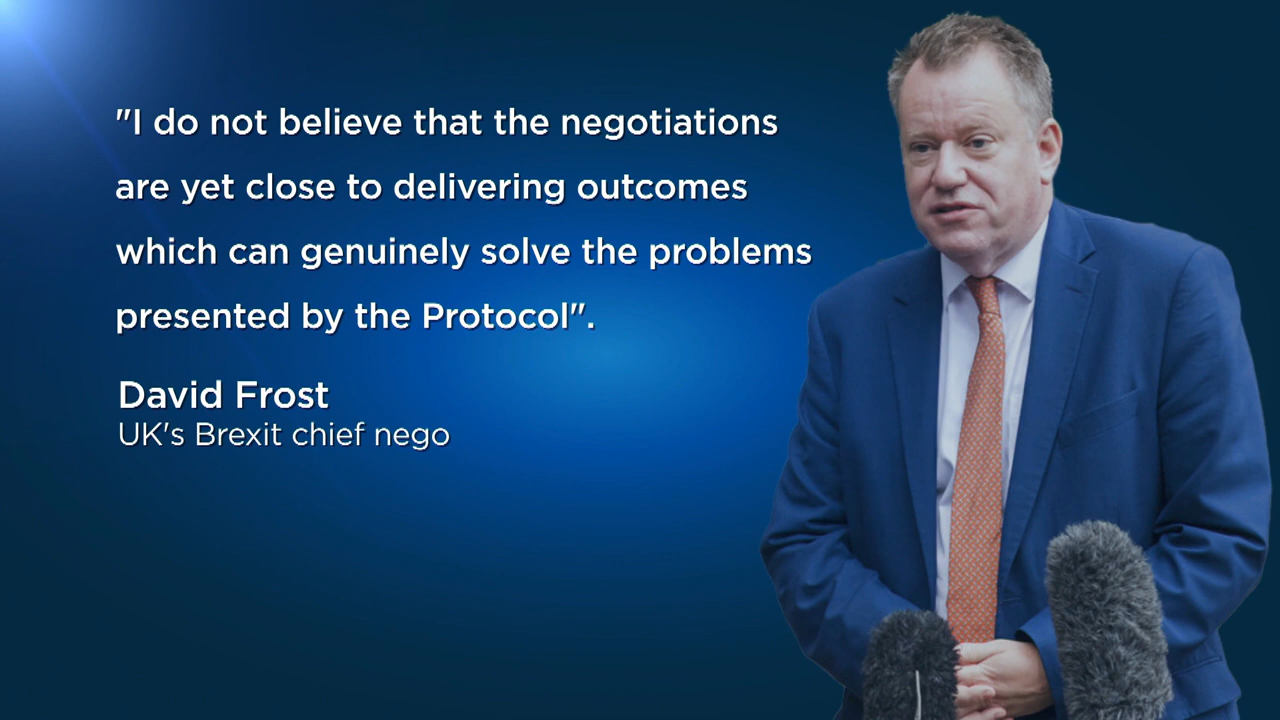 "I do not believe that the negotiations
are yet close to delivering outcomes
which can genuinely solve the problems
presented by the Protocol".
David Frost
UK's Brexit chief nego